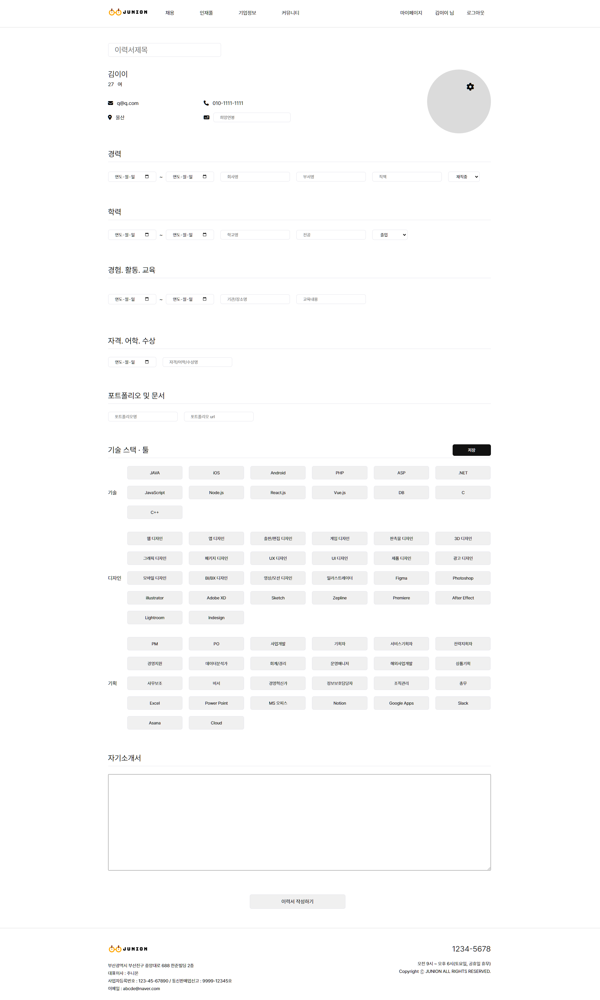 JUNION 채용 인재풀 기업정보 커뮤니티 마이페이지 김이이 님 로그아웃
이력서제목
김이이
27 여
q@q.com 010-1111-1111
울산 희망연봉
경력
연도-월-일 ~ 연도-월-일 회사명 부서명 직책 재직중
학력
연도-월-일 ~ 연도-월-일 학교명 전공 졸업
경험. 활동. 교육
연도-월-일 ~ 연도-월-일 기관/장소명 교육내용
자격. 어학. 수상
연도-월-일 자격/어학/수상명
포트폴리오 및 문서
포트폴리오명 포트폴리오 url
기술 스택 · 툴 저장
JAVA iOS Android PHP ASP .NET
기술 JavaScript Node.js React.js Vue.js DB C
C++
웹 디자인 앱 디자인 출판/편집 디자인 게임 디자인 판촉물 디자인 3D 디자인
그래픽 디자인 패키지 디자인 UX 디자인 UI 디자인 제품 디자인 광고 디자인
디자인 모바일 디자인 BI/BX 디자인 영상/모션 디자인 일러스트레이터 Figma Photoshop
illustrator Adobe XD Sketch Zepline Premiere After Effect
Lightroom Indesign
PM PO 사업개발 기획자 서비스기획자 전략지획자
경영지원 데이터분석가 회계/경리 운영매니저 해외사업개발 상품기획
기획 사무보조 비서 경영혁신가 정보보호담당자 조직관리 총무
Excel Power Point MS 오피스 Notion Google Apps Slack
Asana Cloud
자기소개서
이력서 작성하기
JUNION 1234-5678
오전 9시 ~ 오후 6시(토요일, 공휴일 휴무)
부산광역시 부산진구 중앙대로 688 한준빌딩 2층
Copyright ⓒ JUNION ALL RIGHTS RESERVED.
대표이사 : 주니온
사업자등록번호 : 123-45-67890 / 통신판매업신고 : 9999-12345호
이메일 : abcde@naver.com